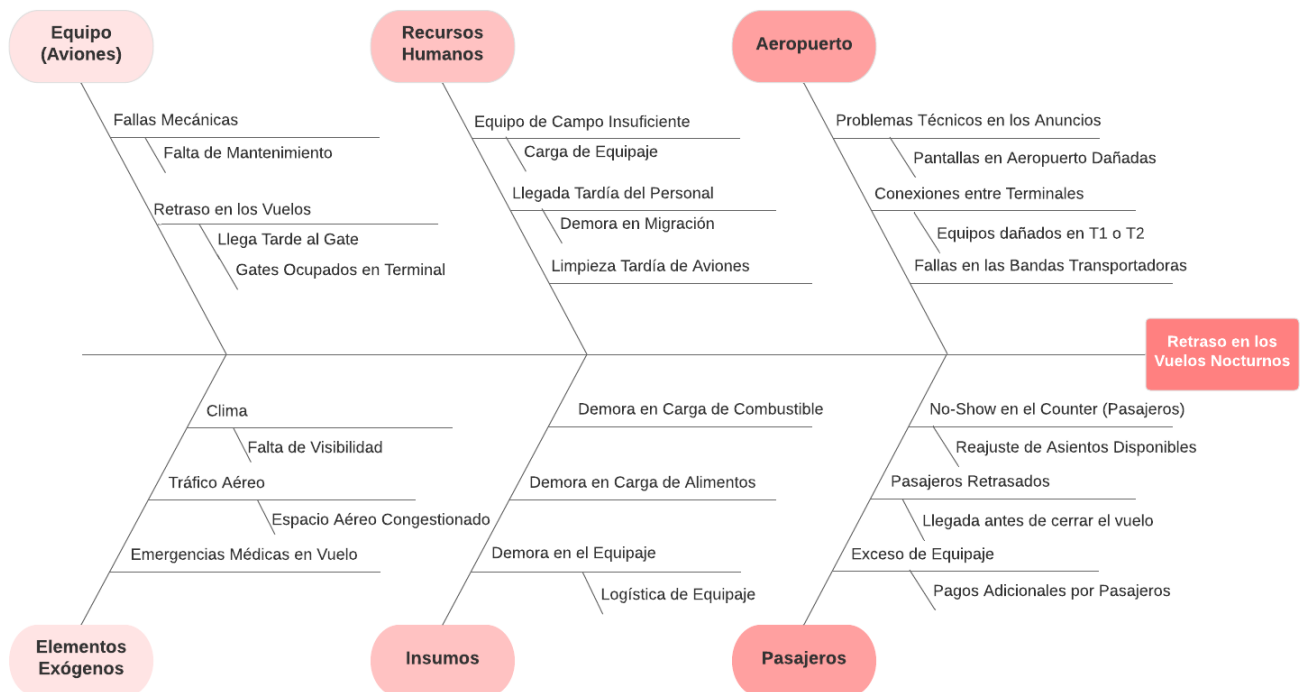 Equipo
(Aviones)
Recursos
Humanos
Aeropuerto
Fallas Mecánicas
Falta de Mantenimiento
Retraso en los Vuelos
Llega Tarde al Gate
Gates Ocupados en Terminal
Equipo de Campo Insuficiente
Carga de Equipaje
Llegada Tardía del Personal
Demora en Migración
Limpieza Tardía de Aviones
Problemas Técnicos en los Anuncios
Pantallas en Aeropuerto Dañadas
Conexiones entre Terminales
Equipos dañados en T1 o T2
Fallas en las Bandas Transportadoras
Retraso en los
Vuelos Nocturnos
Clima
Falta de Visibilidad
Tráfico Aéreo
Espacio Aéreo Congestionado
Emergencias Médicas en Vuelo
Demora en Carga de Combustible
Demora en Carga de Alimentos
Demora en el Equipaje
Logística de Equipaje
No-Show en el Counter (Pasajeros)
Reajuste de Asientos Disponibles
Pasajeros Retrasados
Llegada antes de cerrar el vuelo
Exceso de Equipaje
Pagos Adicionales por Pasajeros
Elementos
Exógenos
Insumos
Pasajeros